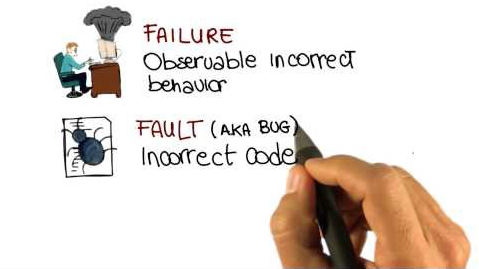 FAILURE
Observable incorrect
behavior
FAULT (AKA BUG)
Incorrect code